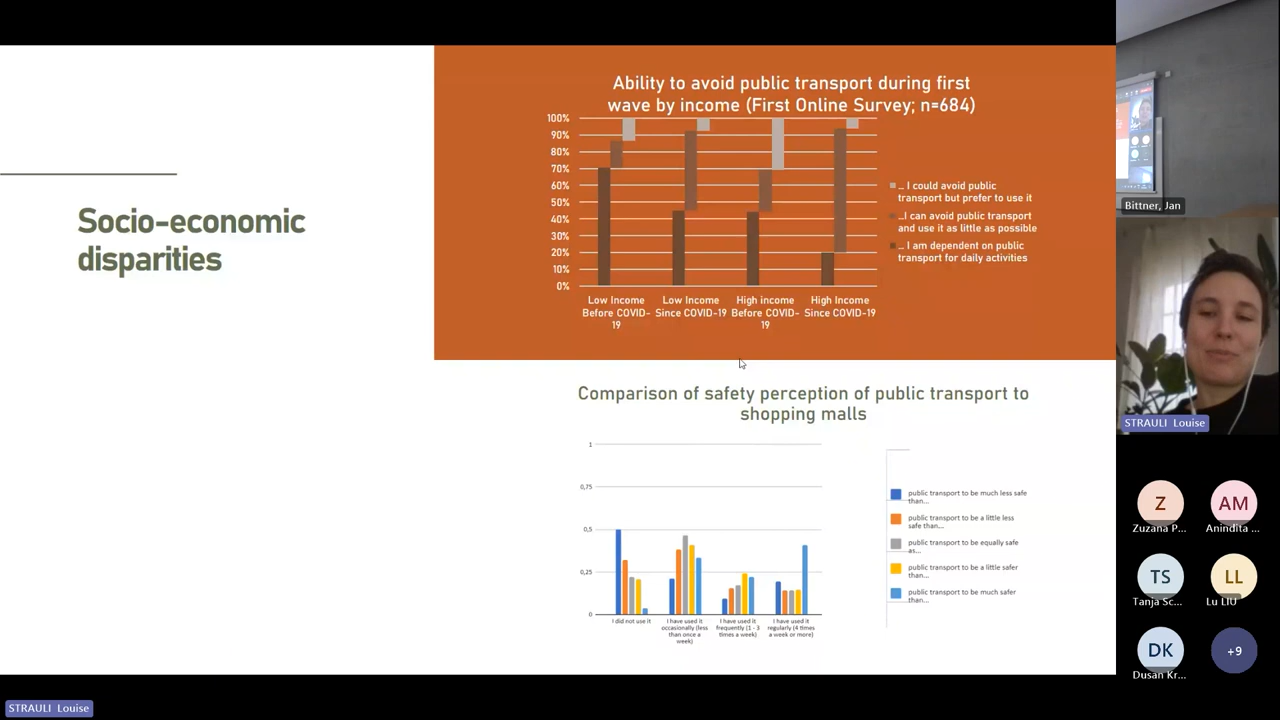 Socio-economic
disparities
Ability to avoid public transport during first
wave by income (First Online Survey; n=684)
100%
90%
80%
70%
60%
50%
40%
30%
20%
10%
0%
Low Income
Before COVID-
19
Low Income
Since COVID-19
High income
Before COVID-
19
High Income
Since COVID-19
... I could avoid public
transport but prefer to use it
...I can avoid public transport
and use it as little as possible
... I am dependent on public
transport for daily activities
Comparison of safety perception of public transport to
shopping malls
1
0,75
0,5
0,25
0
I did not use it
I have used it
occasionally (less
than once a
week)
I have used it
frequently (1 - 3
times a week)
I have used it
regularly (4 times
a week or more)
public transport to be much less safe
than...
public transport to be a little less
safe than...
public transport to be equally safe
as...
public transport to be a little safer
than...
public transport to be much safer
than...
Bittner, Jan
STRAULI Louise
Z
Zuzana P...
AM
Anindita ...
TS
Tanja Sc...
LL
Lu LIU
DK
Dusan Kr...
+9
STRAULI Louise